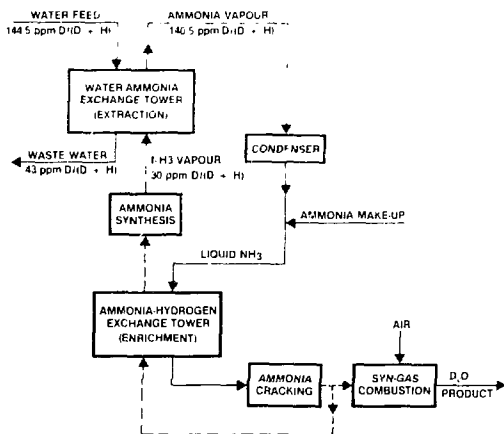 WATER FEED
144.5 ppm D/(D + H)
AMMONIA VAPOUR
140.5 ppm D/(D + H)
WATER AMMONIA
EXCHANGE TOWER
(EXTRACTION)
WASTE WATER
43 ppm D/(D + H)
VAPOUR
30 ppm D/(D + H)
CONDENSER
AMMONIA
SYNTHESIS
AMMONIA MAKE-UP
LIQUID NH3
AMMONIA-HYDROGEN
EXCHANGE TOWER
(ENRICHMENT)
AIR
AMMONIA
CRACKING
SYN-GAS
COMBUSTION
D2O
PRODUCT